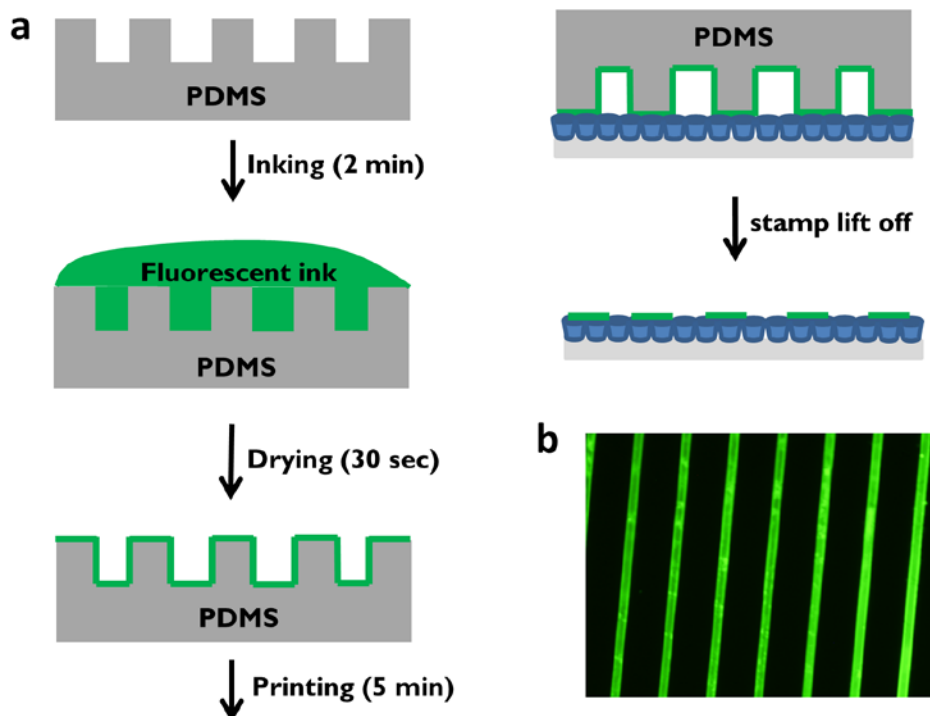 a
PDMS
Inking (2 min)
Fluorescent ink
PDMS
Drying (30 sec)
PDMS
Printing (5 min)
PDMS
stamp lift off
b